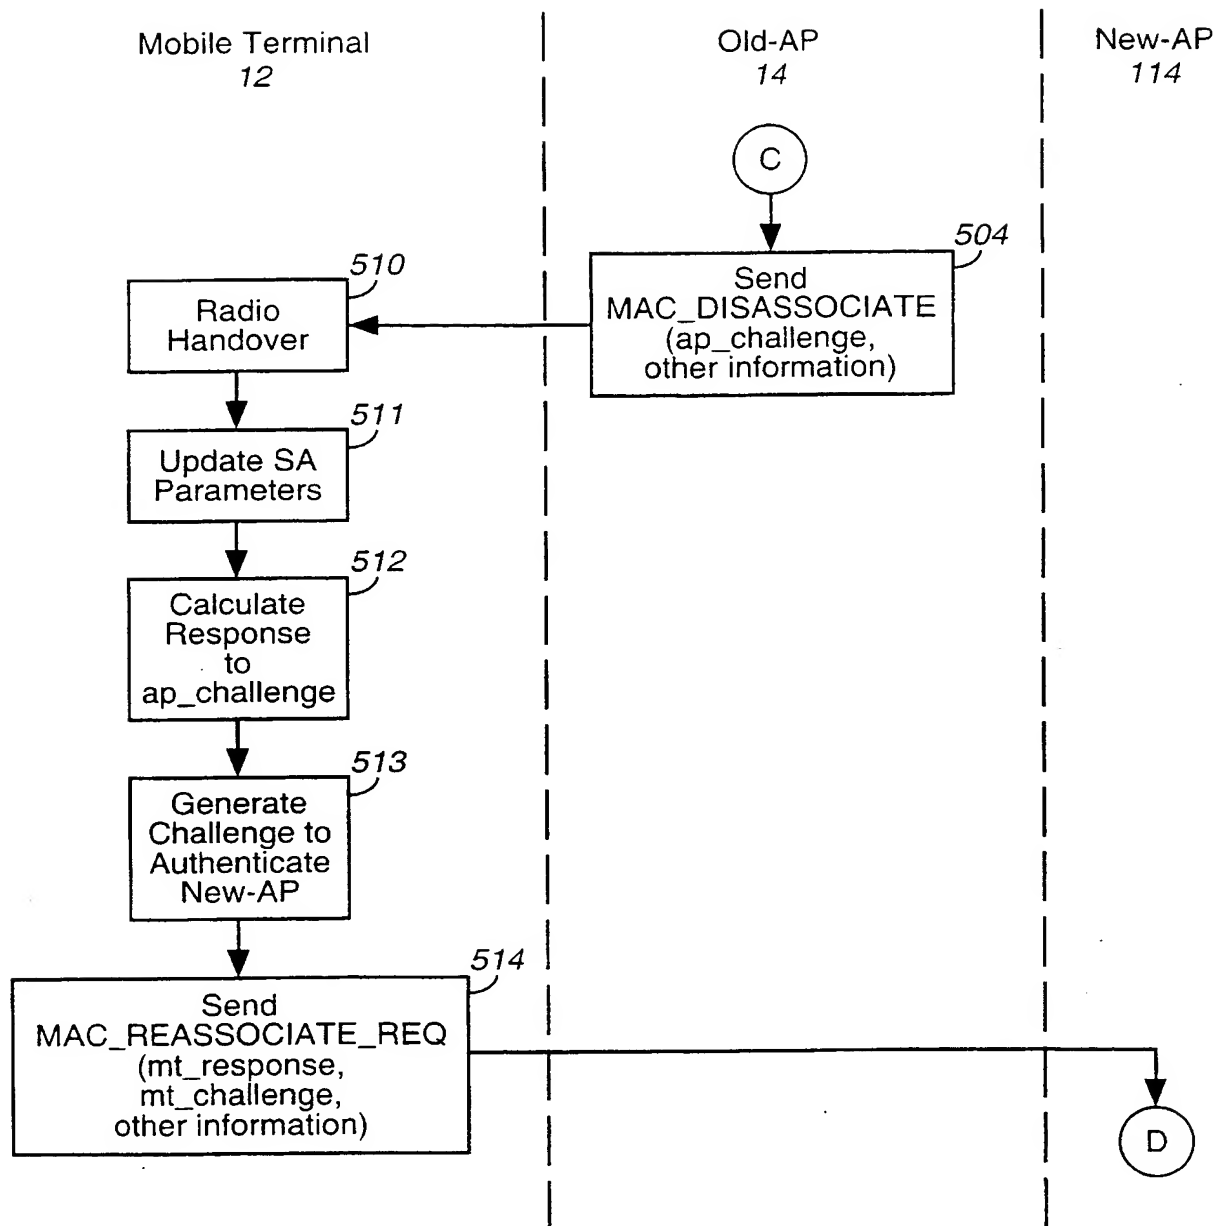 Mobile Terminal
12
Old-AP
14
New-AP
114
C
504
Send
MAC_DISASSOCIATE
(ap_challenge,
other information)
510
Radio
Handover
511
Update SA
Parameters
512
Calculate
Response
to
ap_challenge
513
Generate
Challenge to
Authenticate
New-AP
514
Send
MAC_REASSOCIATE_REQ
(mt_response,
mt_challenge,
other information)
D